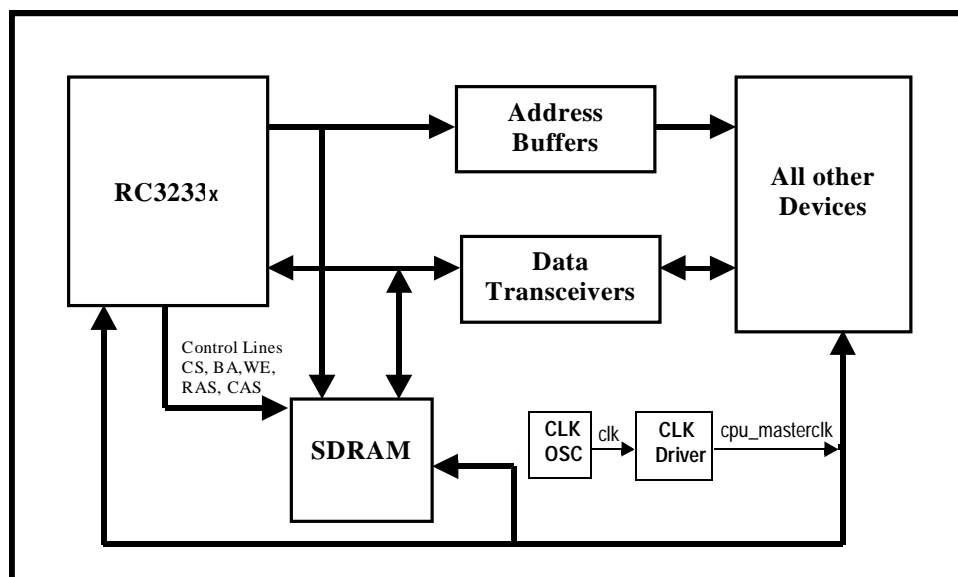 Address
Buffers
RC3233x
All other
Devices
Data
Transceivers
Control Lines
CS, BA,WE,
RAS, CAS
SDRAM
CLK
OSC
clk
CLK
Driver
cpu_masterclk